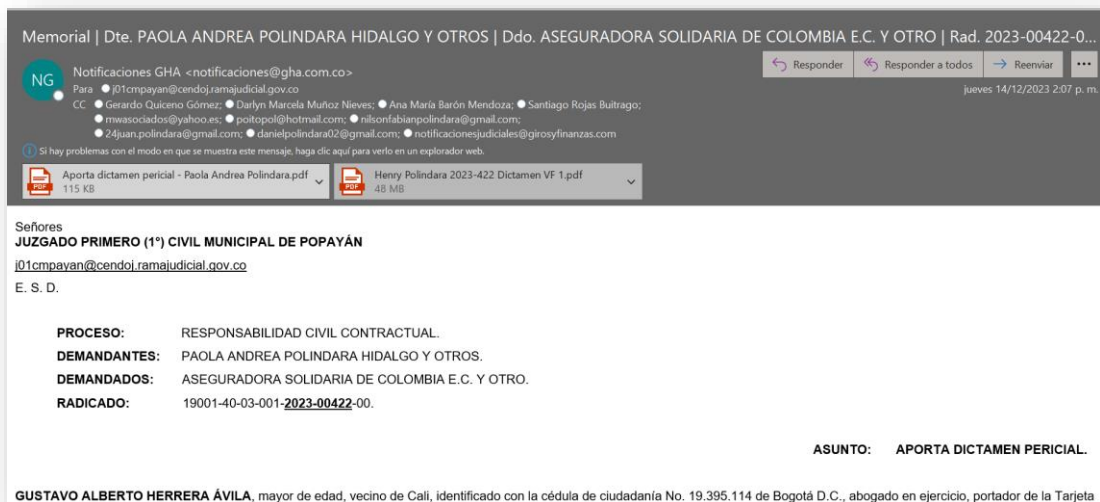 Memorial | Dte. PAOLA ANDREA POLINDARA HIDALGO Y OTROS | Ddo. ASEGURADORA SOLIDARIA DE COLOMBIA E.C. Y OTRO | Rad. 2023-00422-0...
NG
Notificaciones GHA <notificaciones@gha.com.co>
Responder Responder a todos Reenviar ...
Para j01cmpayan@cendoj.ramajudicial.gov.co
jueves 14/12/2023 2:07 p. m.
CC Gerardo Quiceno Gómez; Darlyn Marcela Muñoz Nieves; Ana María Barón Mendoza; Santiago Rojas Buitrago;
mwasociados@yahoo.es; poitopol@hotmail.com; nilsonfabianpolindara@gmail.com;
24juan.polindara@gmail.com; danielpolindara02@gmail.com; notificacionesjudiciales@girosyfinanzas.com
Si hay problemas con el modo en que se muestra este mensaje, haga clic aquí para verlo en un explorador web.
PDF Aporta dictamen pericial - Paola Andrea Polindara.pdf
115 KB
PDF Henry Polindara 2023-422 Dictamen VF 1.pdf
48 MB
Señores
JUZGADO PRIMERO (1°) CIVIL MUNICIPAL DE POPAYÁN
j01cmpayan@cendoj.ramajudicial.gov.co
E. S. D.
PROCESO: RESPONSABILIDAD CIVIL CONTRACTUAL.
DEMANDANTES: PAOLA ANDREA POLINDARA HIDALGO Y OTROS.
DEMANDADOS: ASEGURADORA SOLIDARIA DE COLOMBIA E.C. Y OTRO.
RADICADO: 19001-40-03-001-2023-00422-00.
ASUNTO: APORTA DICTAMEN PERICIAL.
GUSTAVO ALBERTO HERRERA ÁVILA, mayor de edad, vecino de Cali, identificado con la cédula de ciudadanía No. 19.395.114 de Bogotá D.C., abogado en ejercicio, portador de la Tarjeta